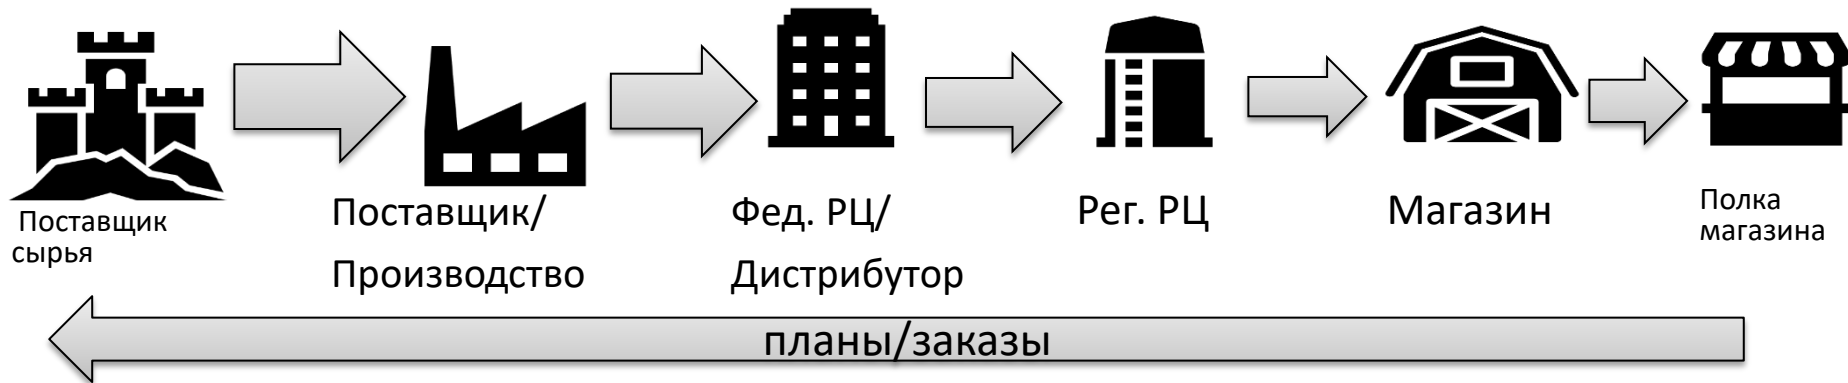 Поставщик
сырья
Поставщик/
Производство
Фед. РЦ/
Дистрибутор
Рег. РЦ
Магазин
Полка
магазина
планы/заказы